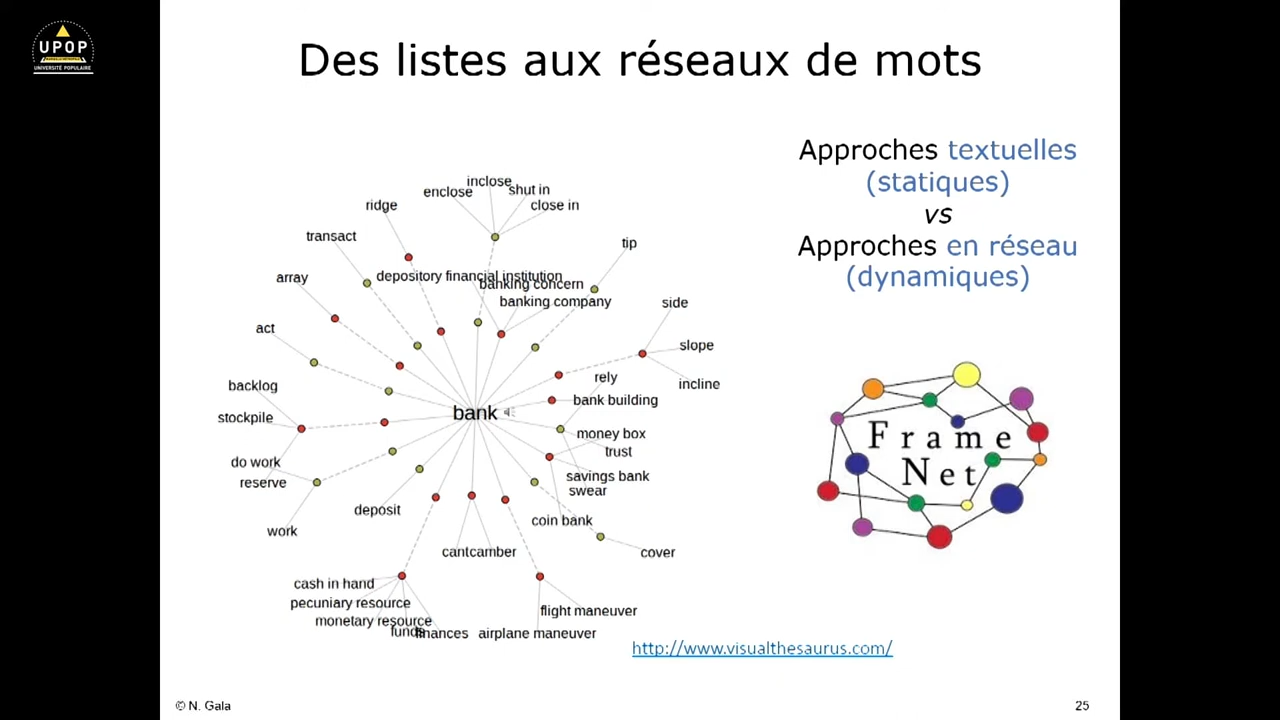 UPOP
UNIVERSITÉ POPULAIRE
Des listes aux réseaux de mots
Approches textuelles
(statiques)
vs
Approches en réseau
(dynamiques)
inclose
enclose
shut in
close in
ridge
transact
tip
array
depository financial institution
banking concern
banking company
side
act
slope
rely
incline
backlog
bank building
stockpile
bank
money box
trust
do work
savings bank
reserve
swear
deposit
coin bank
work
cant
camber
cover
cash in hand
pecuniary resource
monetary resource
funds
finances
flight maneuver
airplane maneuver
Frame
Net
http://www.visualthesaurus.com/
© N. Gala
25